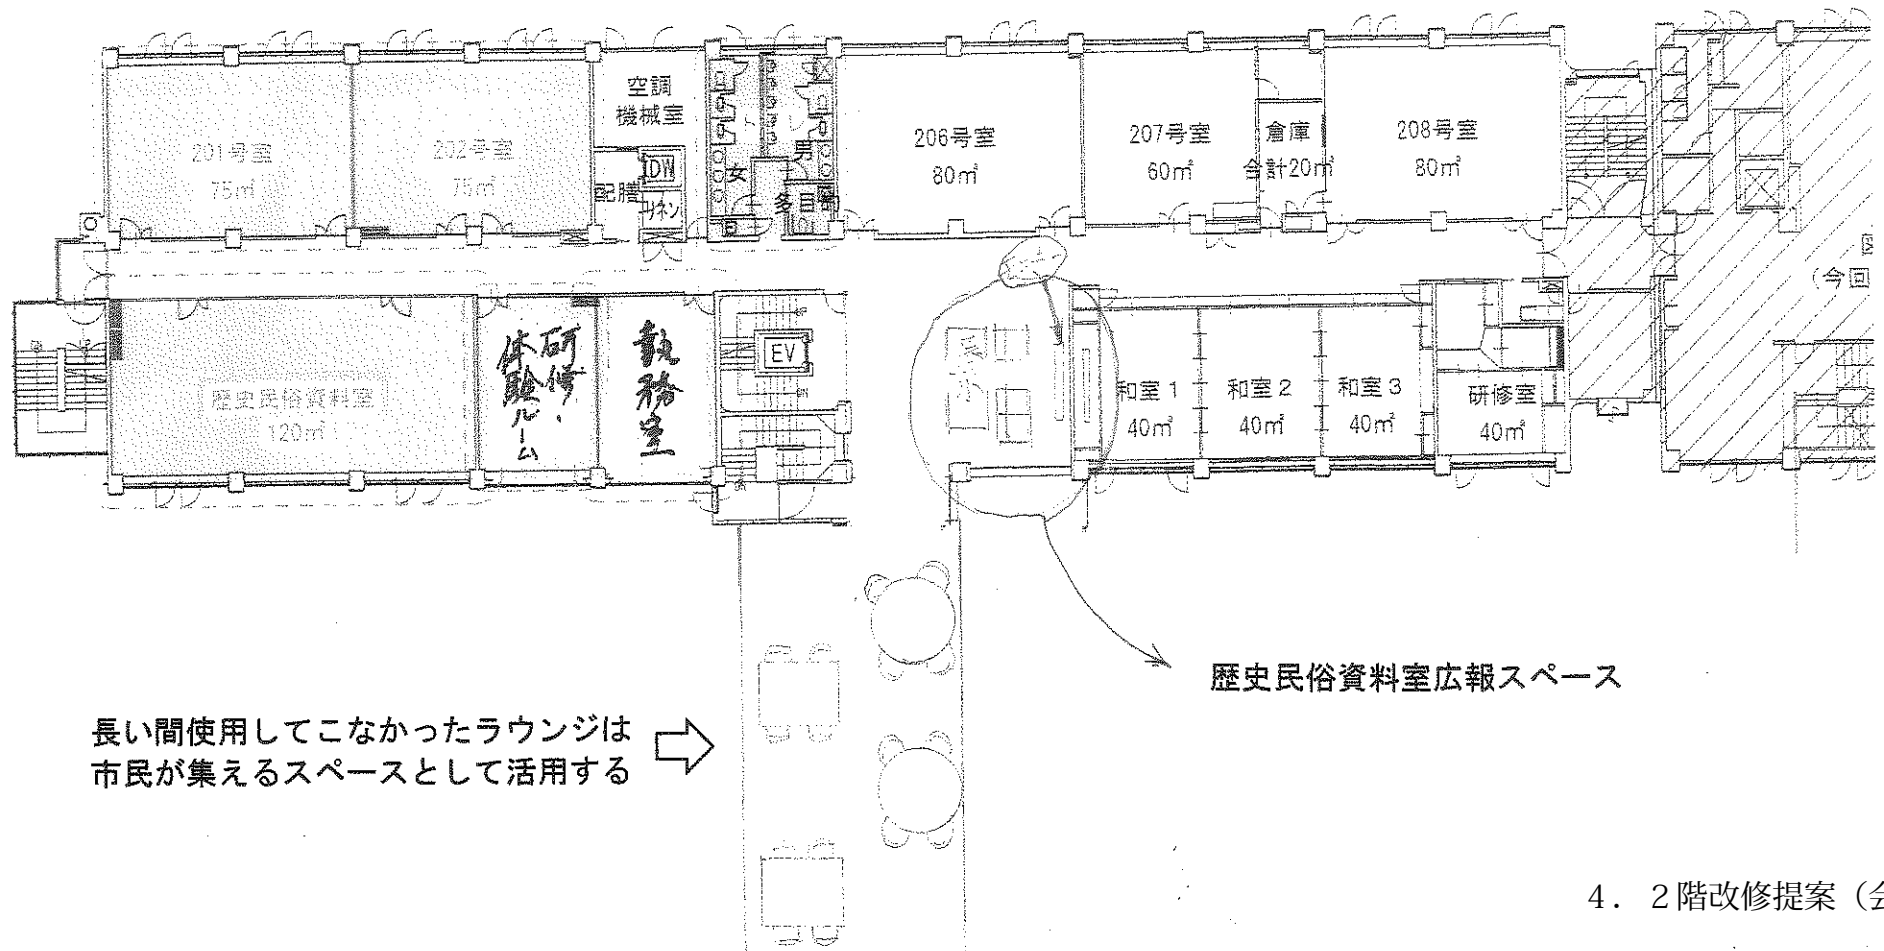 空調
機械室
201号室
75㎡
202号室
75㎡
配膳
DW
リネン
女
男
多目的
206号室
80㎡
207号室
60㎡
倉庫
合計20㎡
208号室
80㎡
(今回
歴史民俗資料室
120㎡
研修・
体験ルーム
執務室
EV
和室1
40㎡
和室2
40㎡
和室3
40㎡
研修室
40㎡
歴史民俗資料室広報スペース
長い間使用してこなかったラウンジは
市民が集えるスペースとして活用する
4．2階改修提案（会